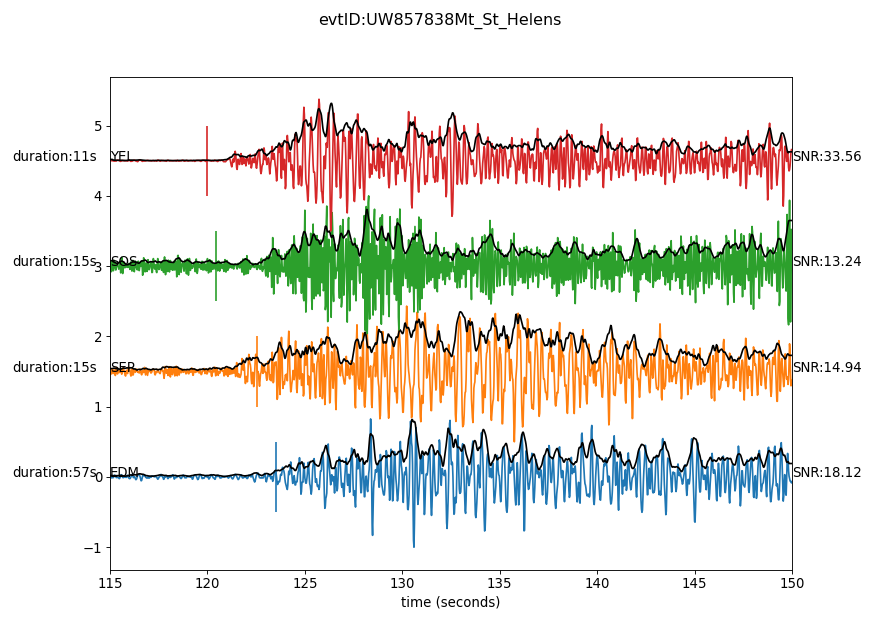 evtID:UW857838Mt_St_Helens
5
duration:11s YEL SNR:33.56
4
duration:15s SOS SNR:13.24
3
2
duration:15s SEP SNR:14.94
1
duration:57s EDM SNR:18.12
0
−1
115 120 125 130 135 140 145 150
time (seconds)